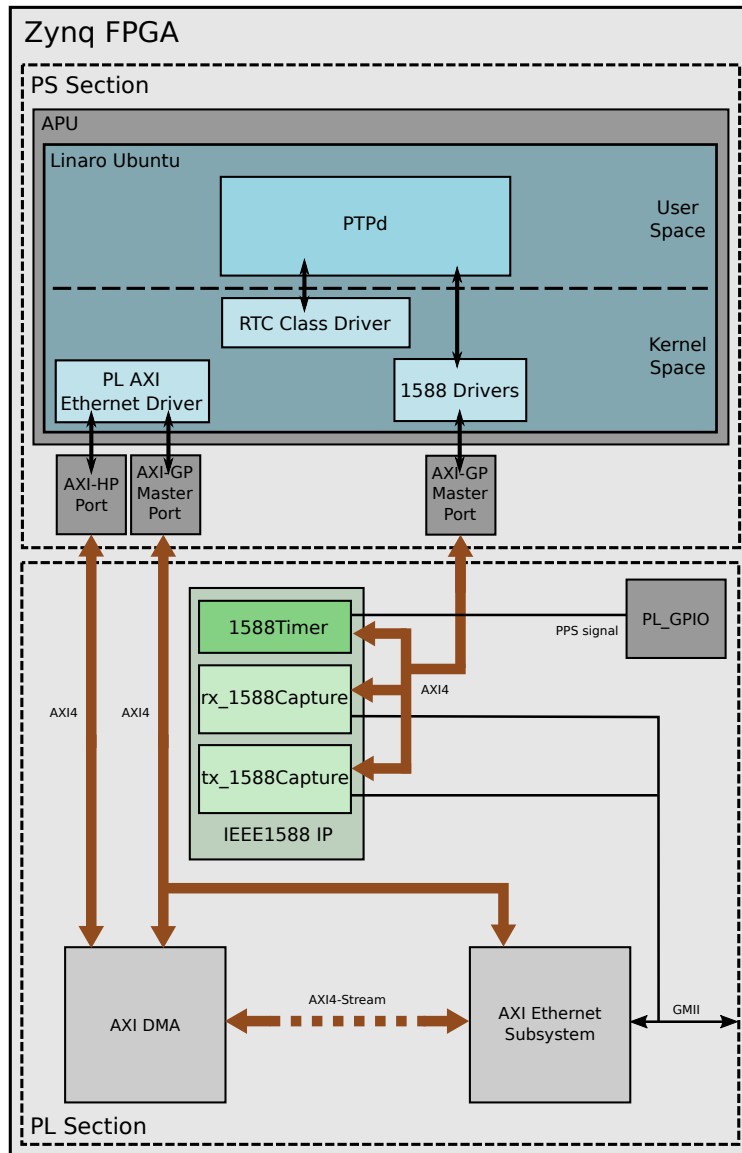 Zynq FPGA
PS Section
APU
Linaro Ubuntu
PTPd
User
Space
RTC Class Driver
Kernel
Space
PL AXI
Ethernet Driver
1588 Drivers
AXI-HP
Port
AXI-GP
Master
Port
AXI-GP
Master
Port
1588Timer
PL_GPIO
PPS signal
rx_1588Capture
AXI4
AXI4
AXI4
tx_1588Capture
IEEE1588 IP
AXI DMA
AXI4-Stream
AXI Ethernet
Subsystem
GMII
PL Section